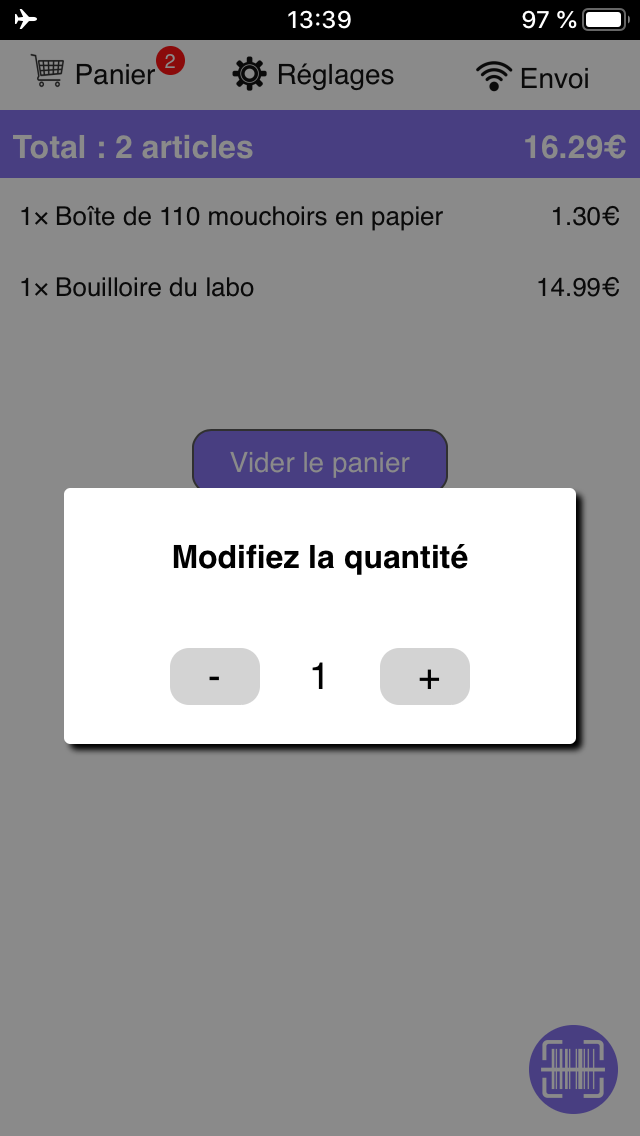 13:39
97 %
Panier 2
Réglages
Envoi
Total : 2 articles 16.29€
1× Boîte de 110 mouchoirs en papier 1.30€
1× Bouilloire du labo 14.99€
Vider le panier
Modifiez la quantité
- 1 +